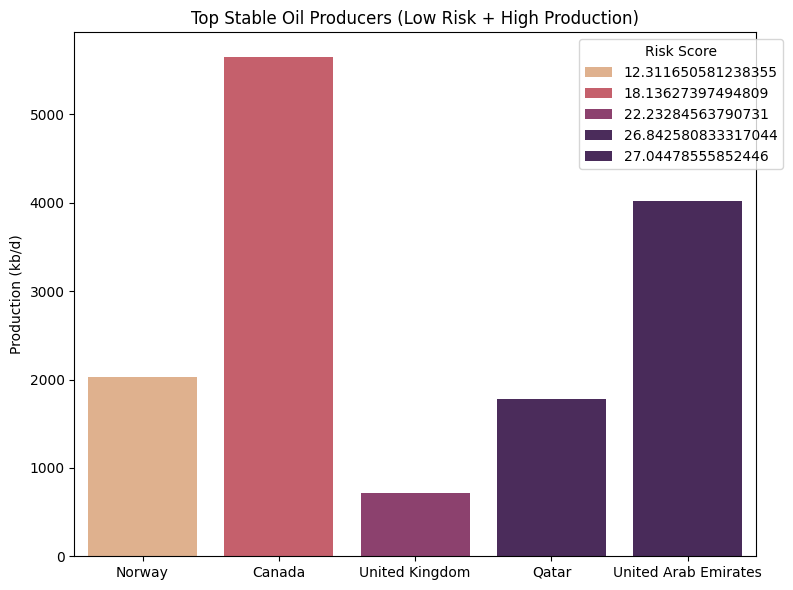 Top Stable Oil Producers (Low Risk + High Production)
Risk Score
12.311650581238355
18.13627397494809
22.23284563790731
26.842580833317044
27.04478555852446
Production (kb/d)
5000
4000
3000
2000
1000
0
Norway
Canada
United Kingdom
Qatar
United Arab Emirates